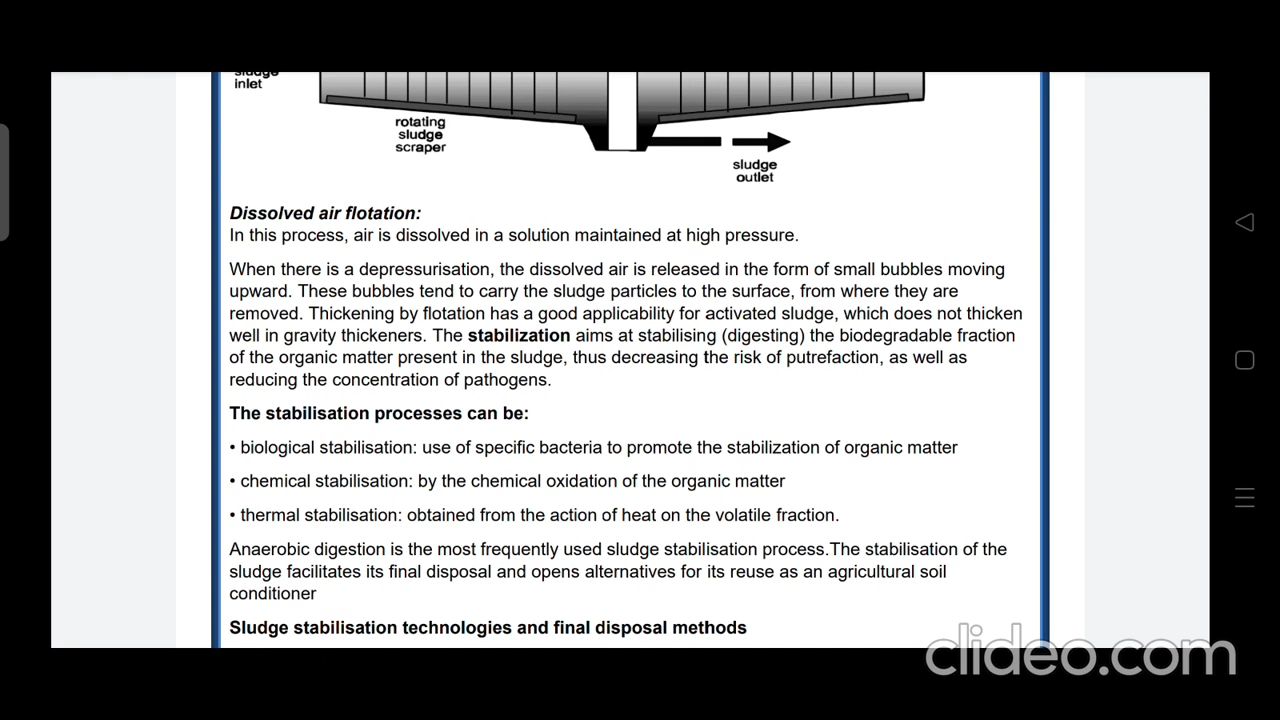 sludge
inlet
rotating
sludge
scraper
sludge
outlet
Dissolved air flotation:
In this process, air is dissolved in a solution maintained at high pressure.
When there is a depressurisation, the dissolved air is released in the form of small bubbles moving
upward. These bubbles tend to carry the sludge particles to the surface, from where they are
removed. Thickening by flotation has a good applicability for activated sludge, which does not thicken
well in gravity thickeners. The stabilization aims at stabilising (digesting) the biodegradable fraction
of the organic matter present in the sludge, thus decreasing the risk of putrefaction, as well as
reducing the concentration of pathogens.
The stabilisation processes can be:
• biological stabilisation: use of specific bacteria to promote the stabilization of organic matter
• chemical stabilisation: by the chemical oxidation of the organic matter
• thermal stabilisation: obtained from the action of heat on the volatile fraction.
Anaerobic digestion is the most frequently used sludge stabilisation process.The stabilisation of the
sludge facilitates its final disposal and opens alternatives for its reuse as an agricultural soil
conditioner
Sludge stabilisation technologies and final disposal methods
clideo.com